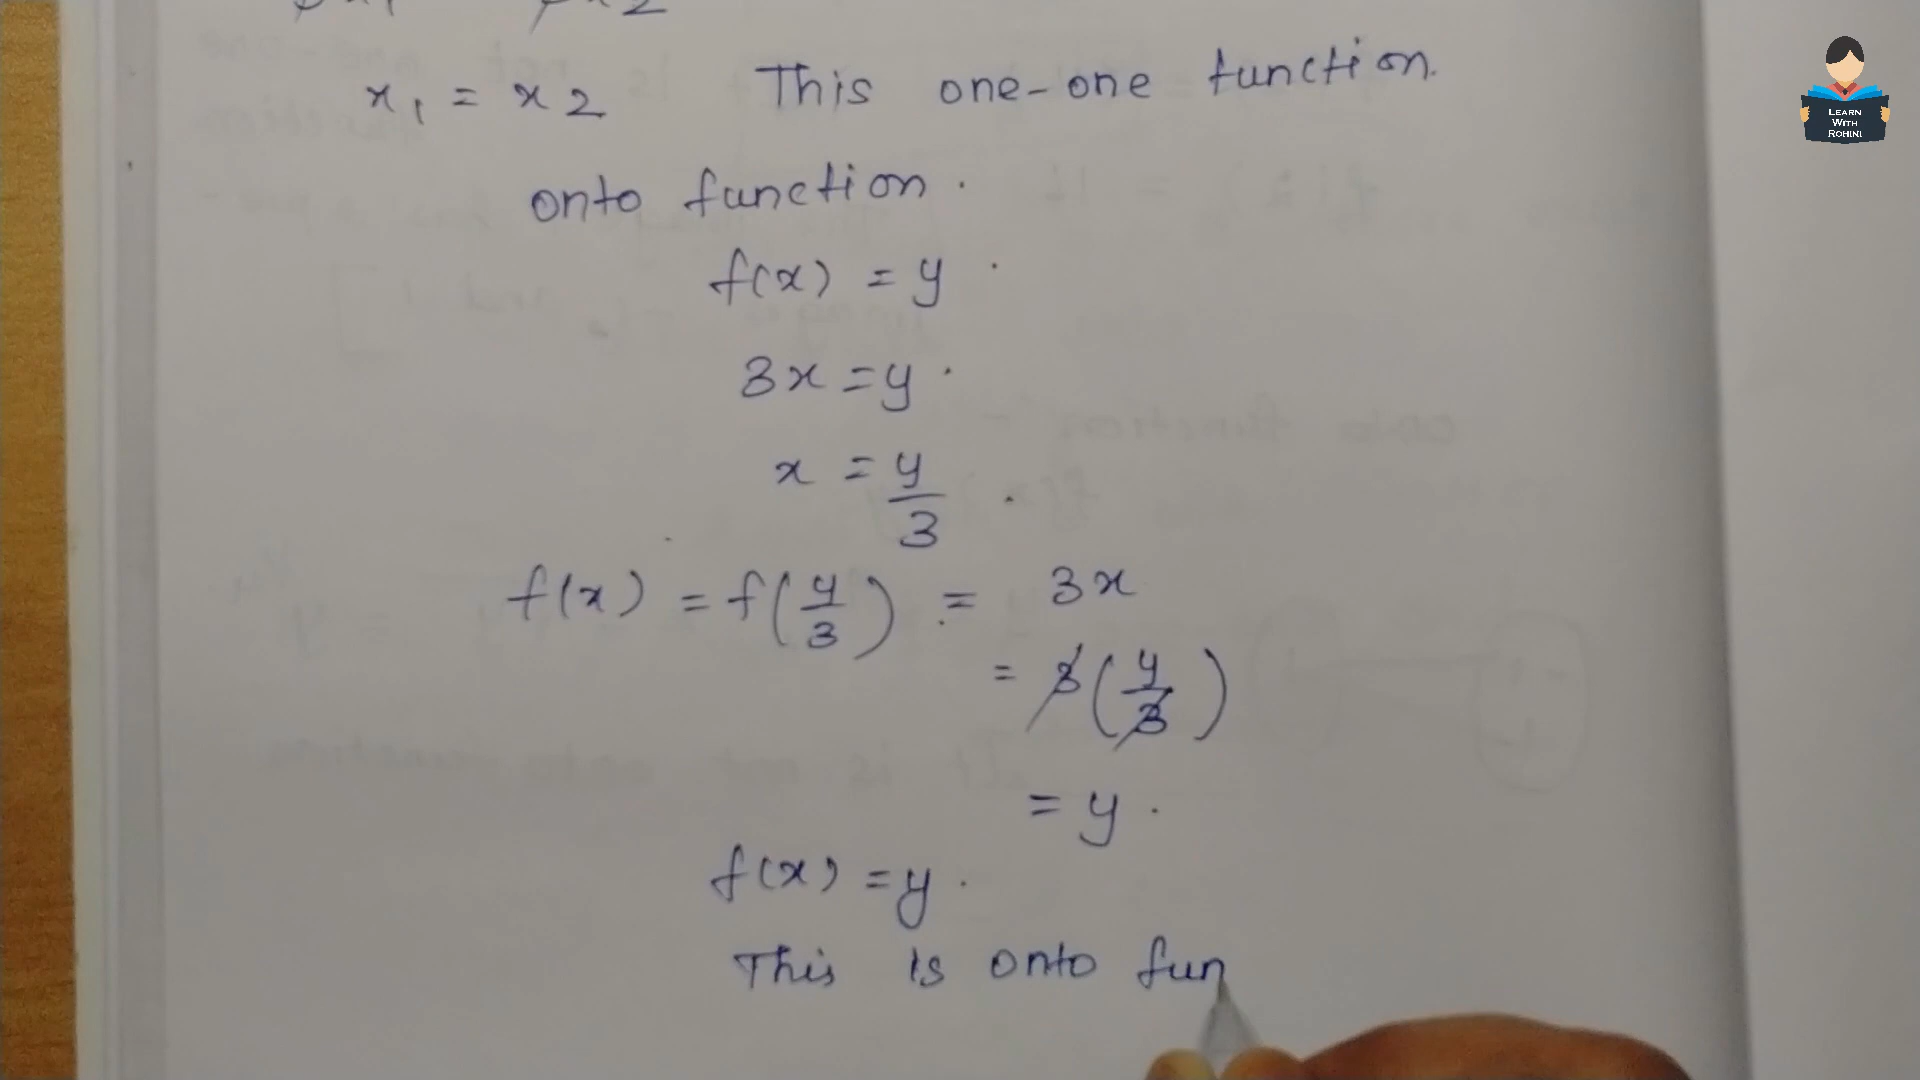 x₁ = x₂ This one-one function.
onto function.
f(x) = y
3x = y
x = y/3
f(x) = f(y/3) = 3x
= 3(y/3)
= y.
f(x) = y.
This is onto fun
LEARN
WITH
ROHINI